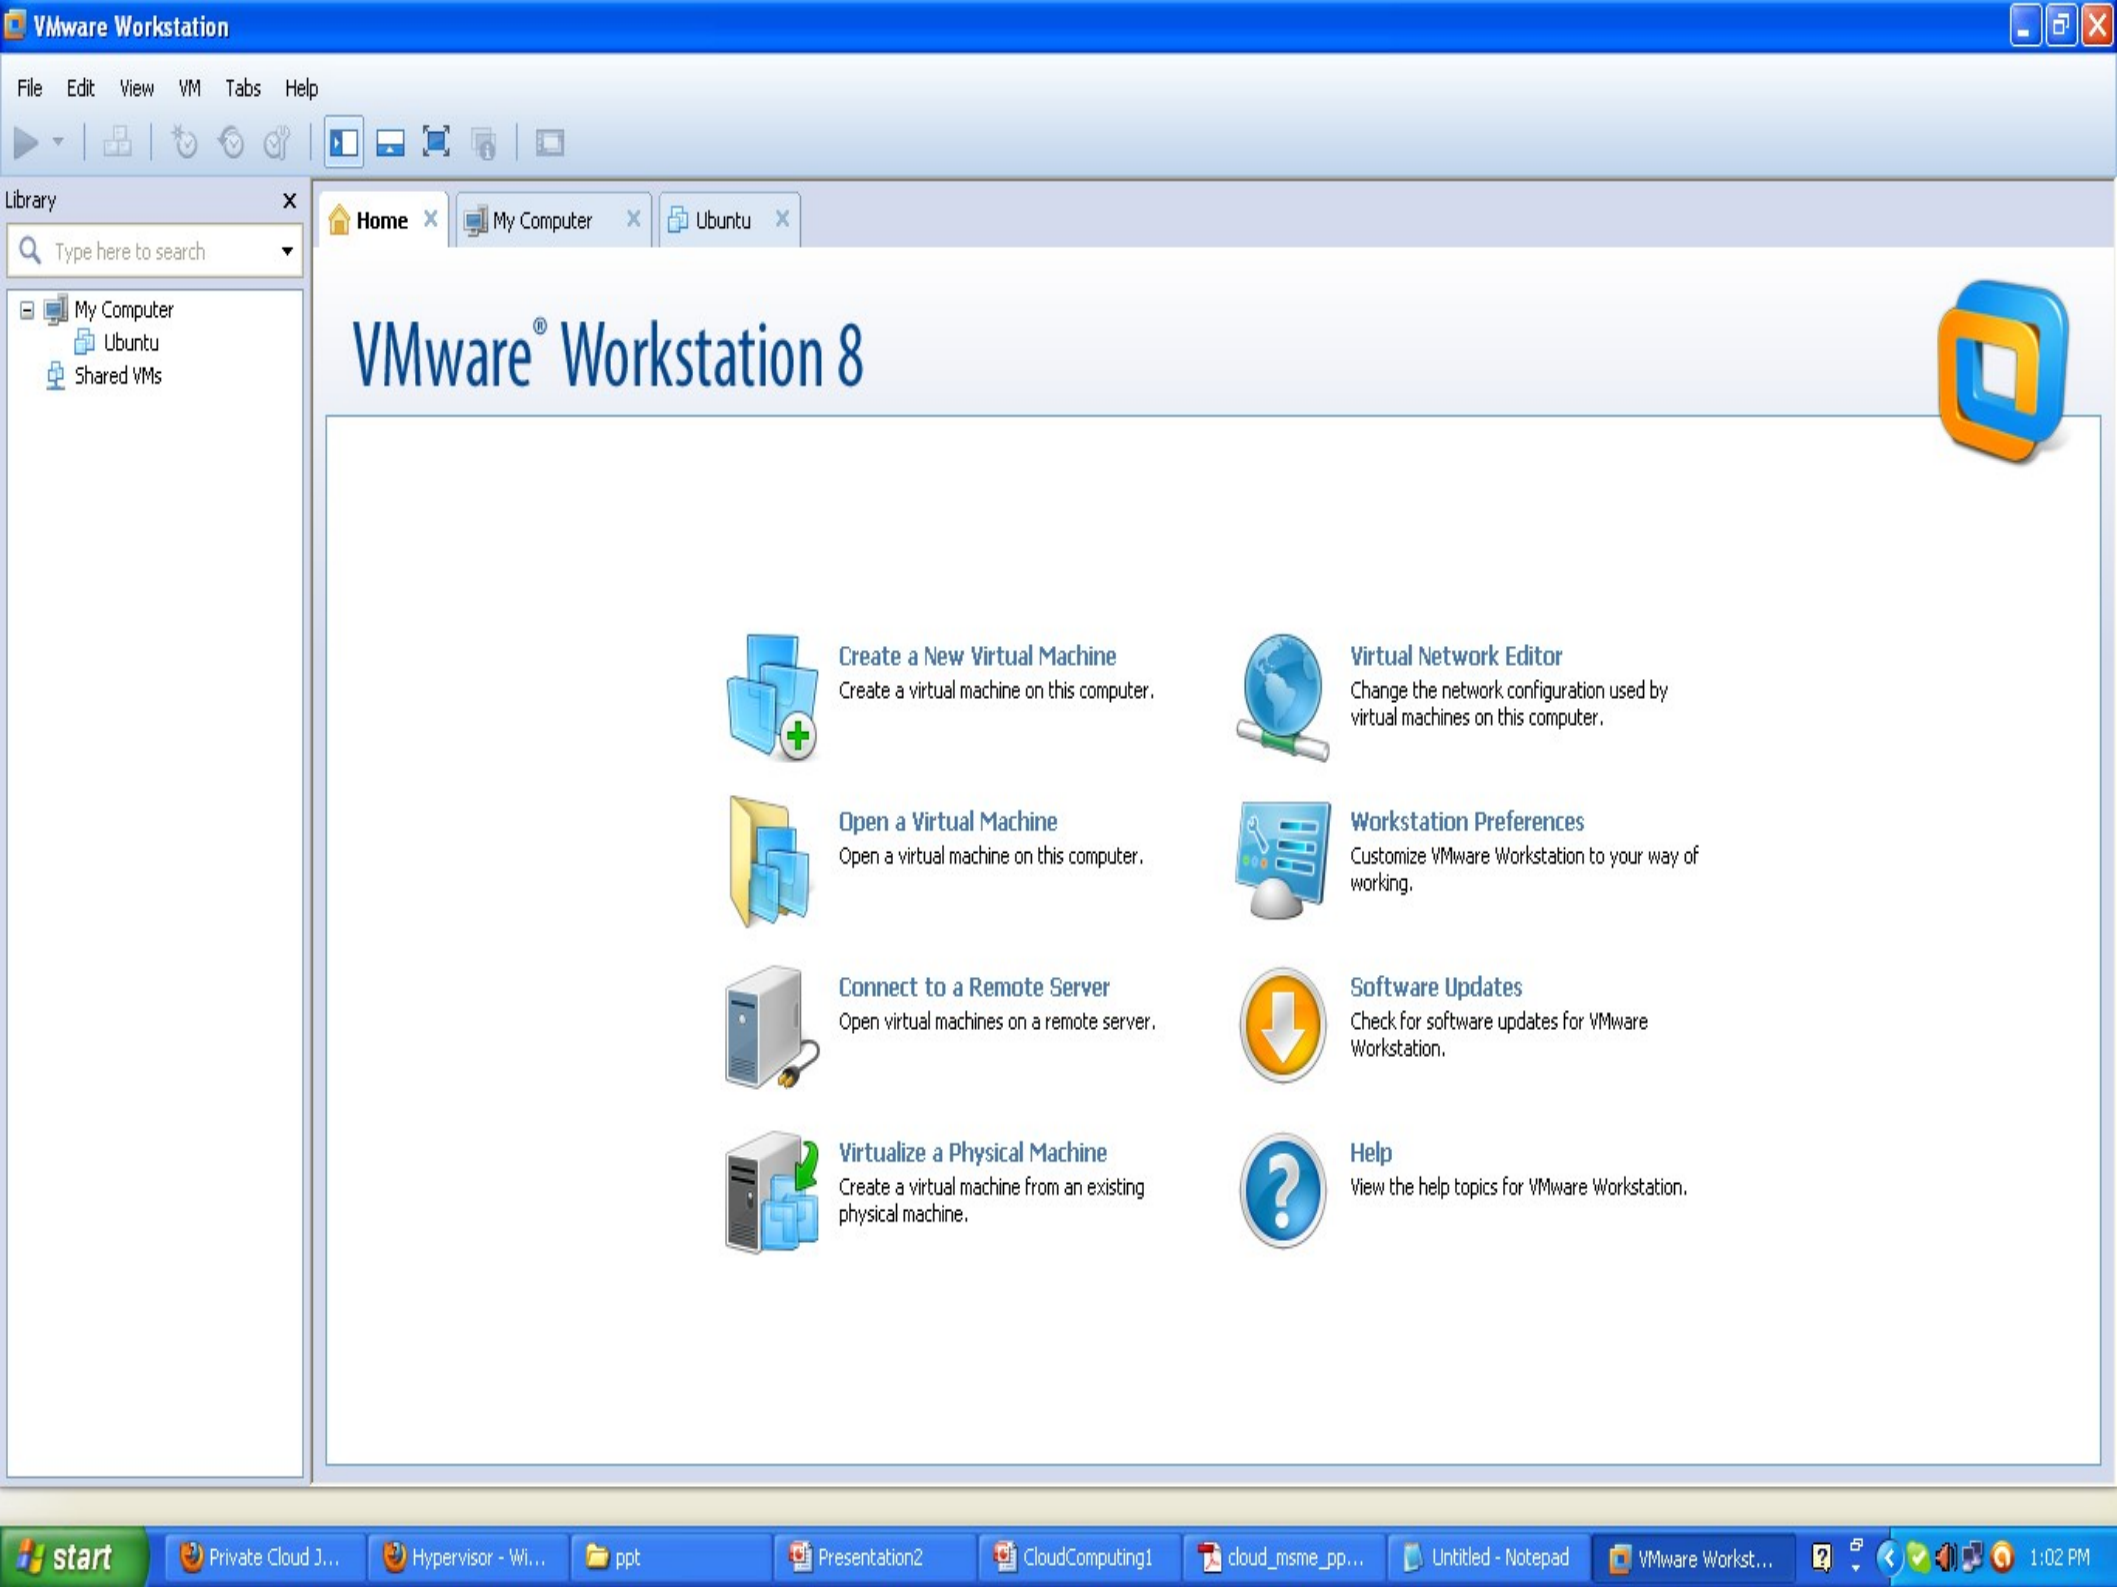 VMware Workstation
File Edit View VM Tabs Help
Library
Type here to search
My Computer
Ubuntu
Shared VMs
Home
My Computer
Ubuntu
VMware® Workstation 8
Create a New Virtual Machine
Create a virtual machine on this computer.
Open a Virtual Machine
Open a virtual machine on this computer.
Connect to a Remote Server
Open virtual machines on a remote server.
Virtualize a Physical Machine
Create a virtual machine from an existing
physical machine.
Virtual Network Editor
Change the network configuration used by
virtual machines on this computer.
Workstation Preferences
Customize VMware Workstation to your way of
working.
Software Updates
Check for software updates for VMware
Workstation.
Help
View the help topics for VMware Workstation.
start
Private Cloud J...
Hypervisor - Wi...
ppt
Presentation2
CloudComputing1
cloud_msme_pp...
Untitled - Notepad
VMware Workst...
1:02 PM